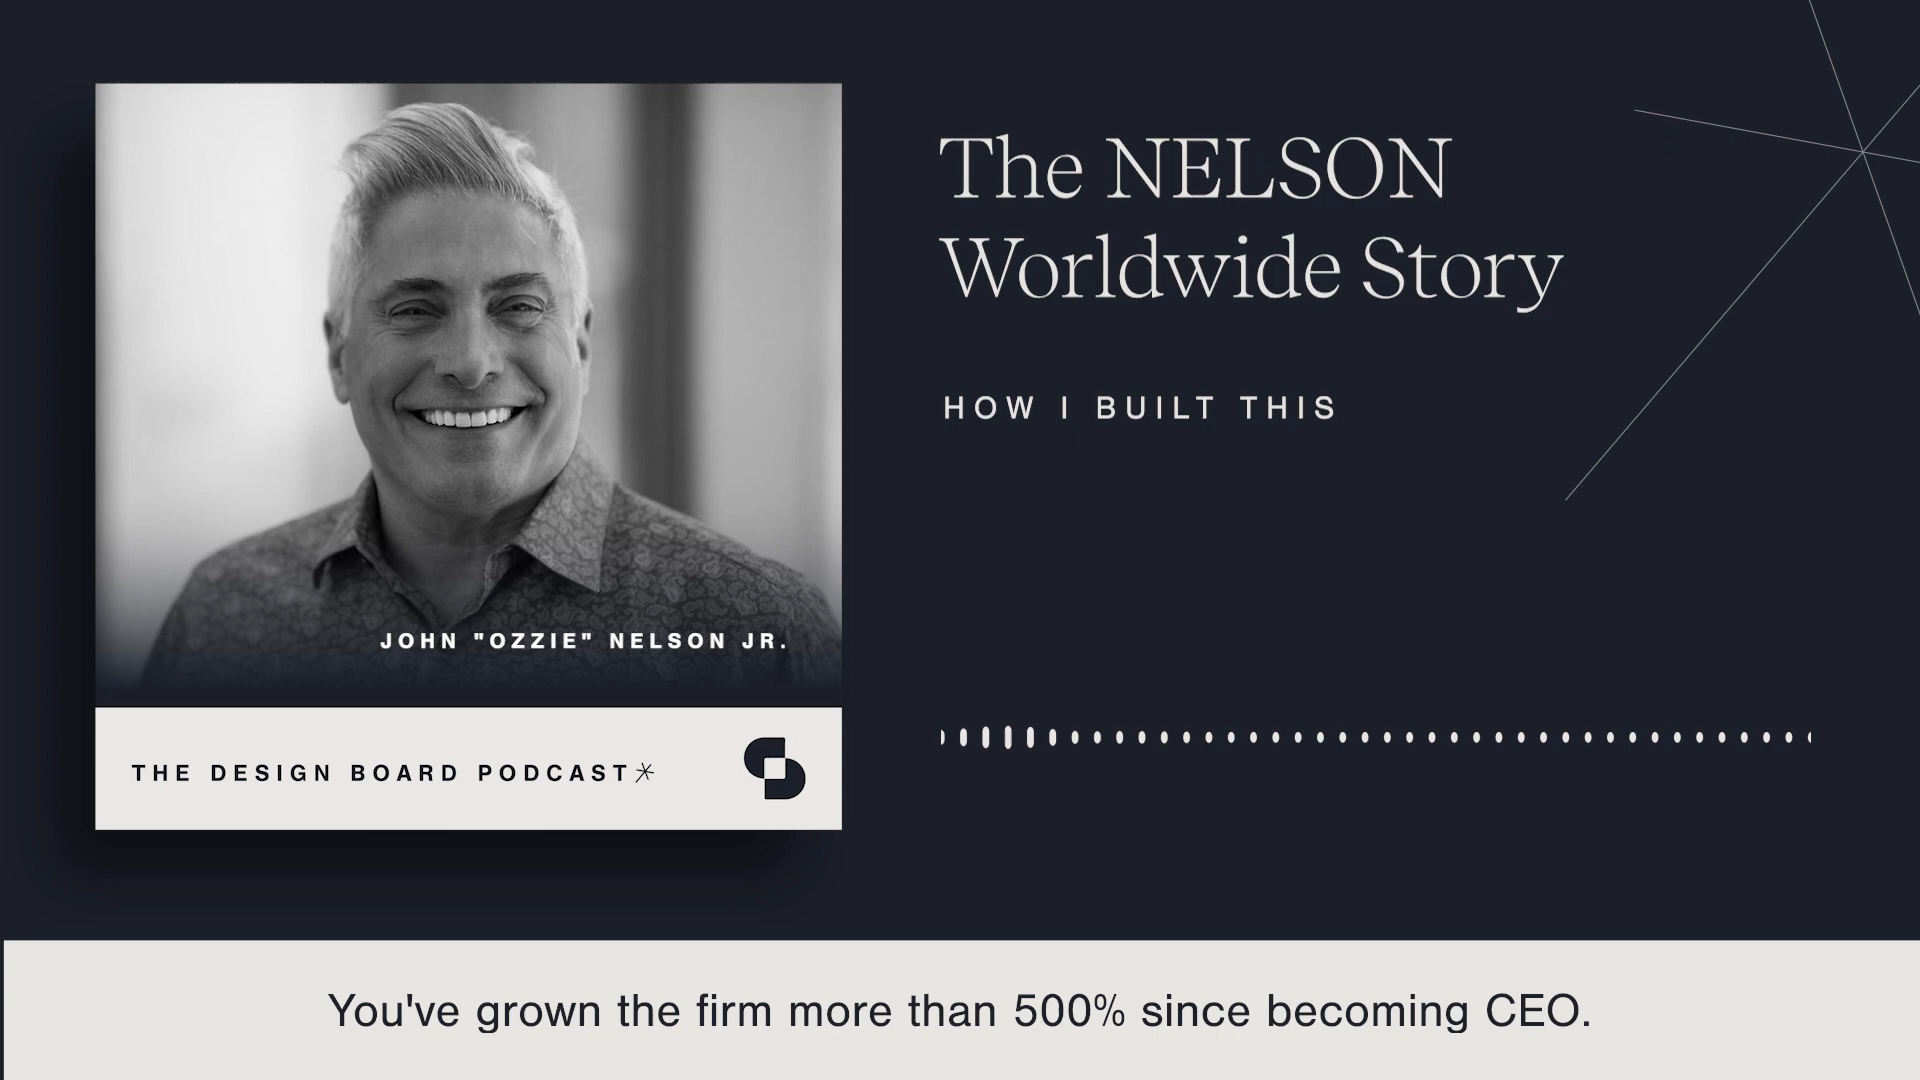 The NELSON
Worldwide Story
HOW I BUILT THIS
JOHN "OZZIE" NELSON JR.
THE DESIGN BOARD PODCAST
You've grown the firm more than 500% since becoming CEO.